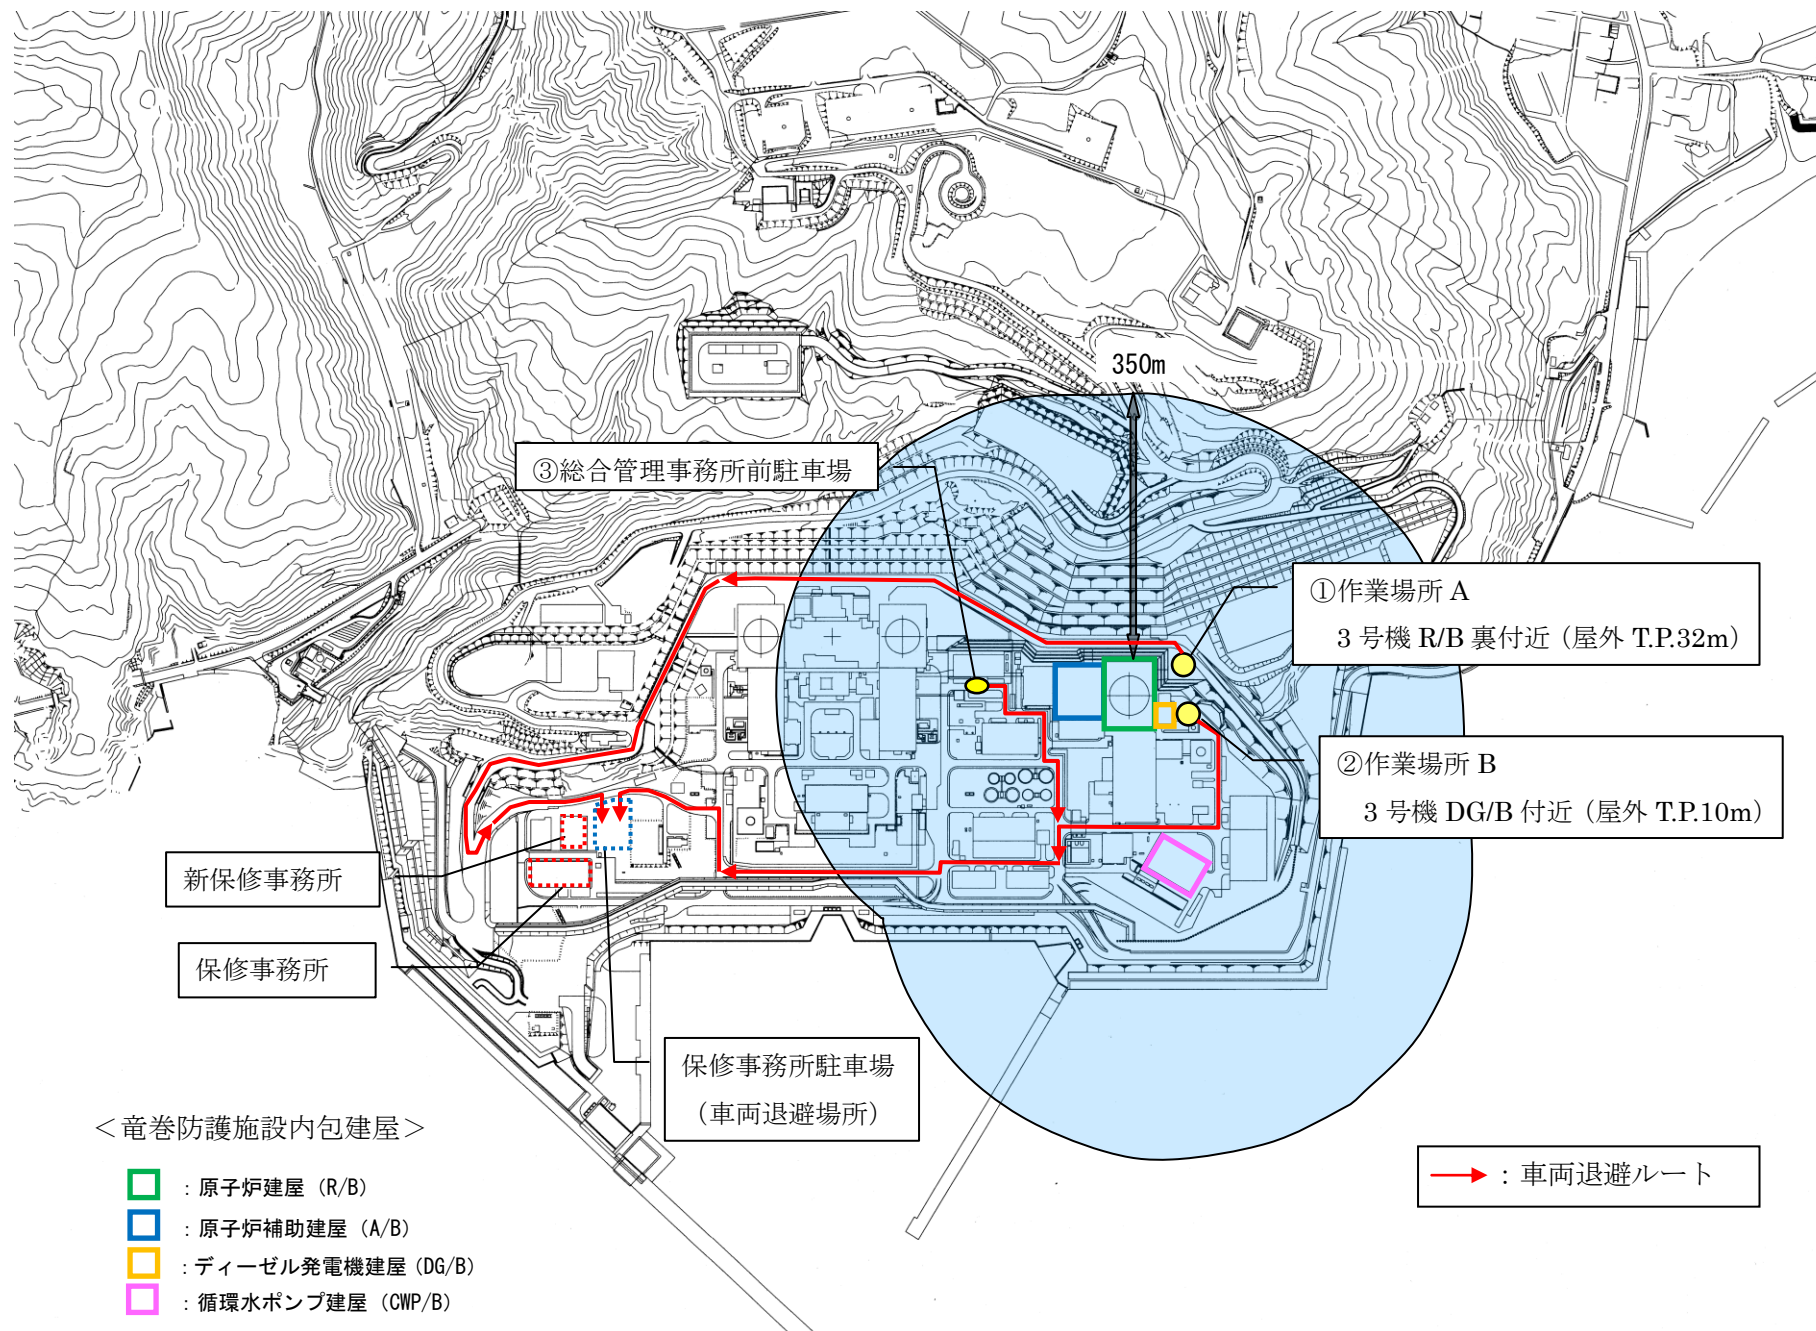 350m
③総合管理事務所前駐車場
①作業場所 A
3 号機 R/B 裏付近（屋外 T.P.32m）
②作業場所 B
3 号機 DG/B 付近（屋外 T.P.10m）
新保修事務所
保修事務所
保修事務所駐車場
（車両退避場所）
＜竜巻防護施設内包建屋＞
：原子炉建屋（R/B）
：原子炉補助建屋（A/B）
：ディーゼル発電機建屋（DG/B）
：循環水ポンプ建屋（CWP/B）
：車両退避ルート